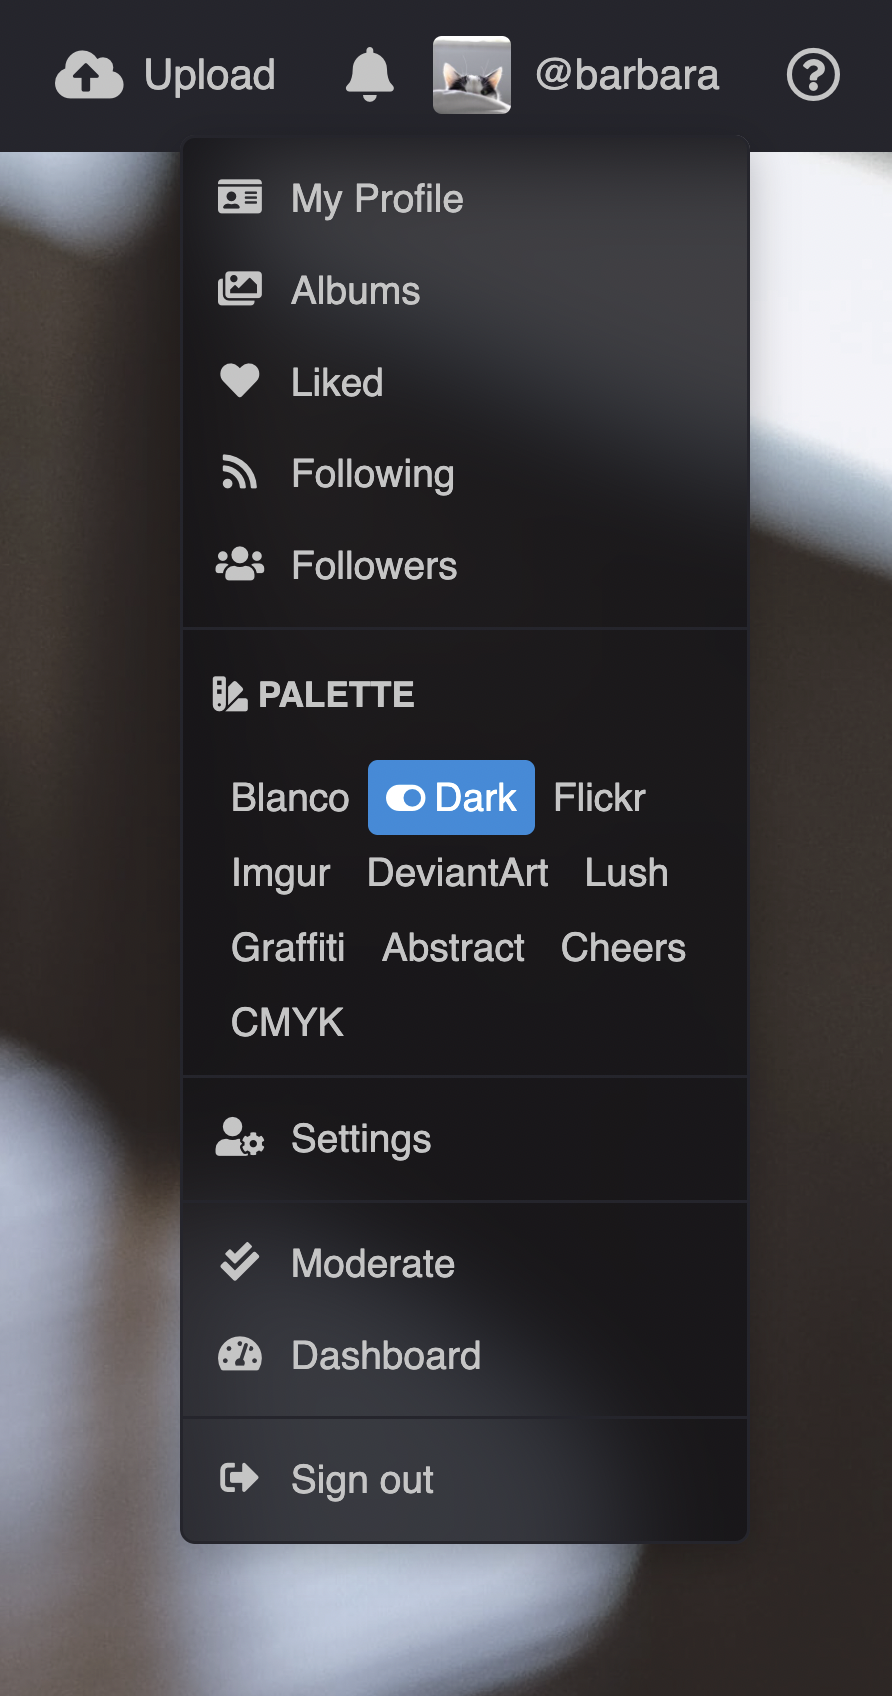 Upload @barbara
My Profile
Albums
Liked
Following
Followers
PALETTE
Blanco Dark Flickr
Imgur DeviantArt Lush
Graffiti Abstract Cheers
CMYK
Settings
Moderate
Dashboard
Sign out